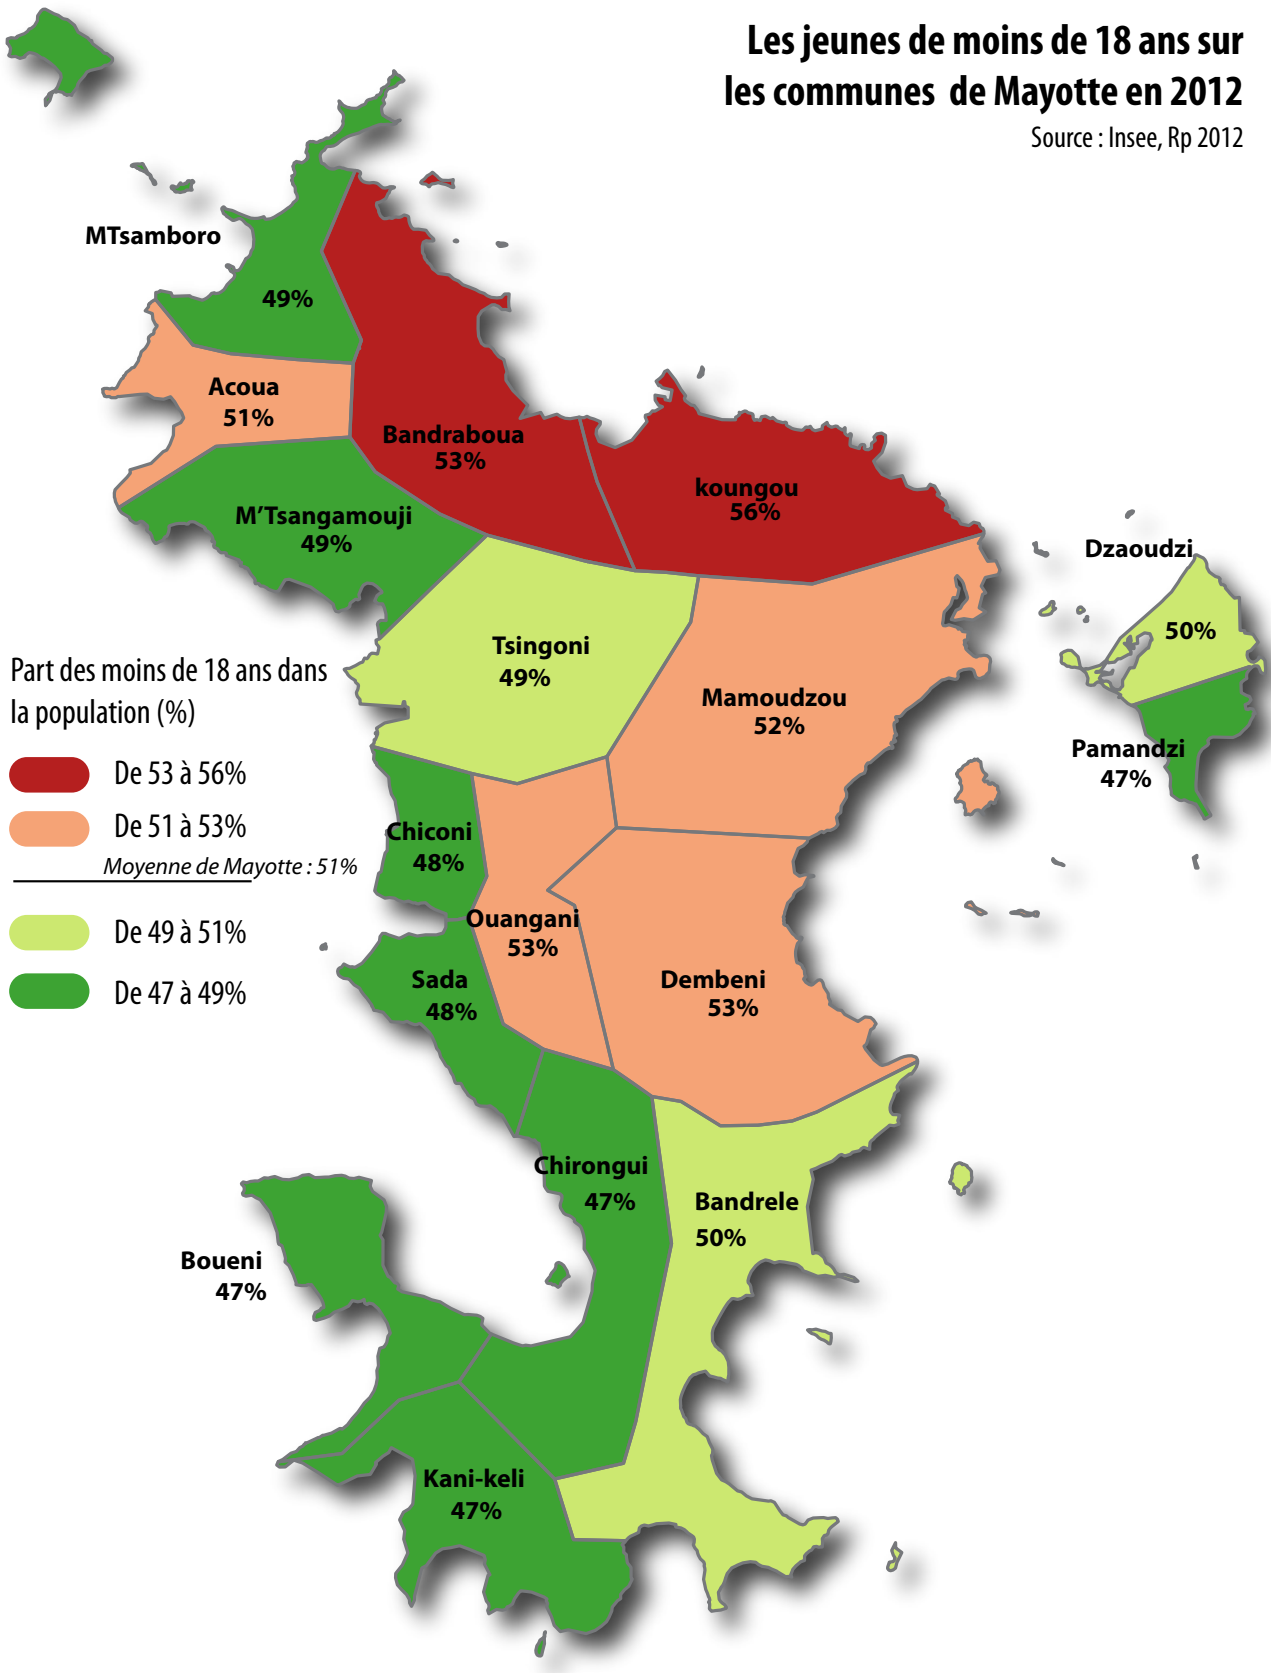 Les jeunes de moins de 18 ans sur
les communes de Mayotte en 2012
Source : Insee, Rp 2012
MTsamboro
49%
Acoua
51%
Bandraboua
53%
koungou
56%
M'Tsangamouji
49%
Dzaoudzi
50%
Tsingoni
49%
Mamoudzou
52%
Pamandzi
47%
Part des moins de 18 ans dans
la population (%)
De 53 à 56%
De 51 à 53%
Moyenne de Mayotte : 51%
De 49 à 51%
De 47 à 49%
Chiconi
48%
Ouangani
53%
Sada
48%
Dembeni
53%
Chirongui
47%
Bandrele
50%
Boueni
47%
Kani-keli
47%